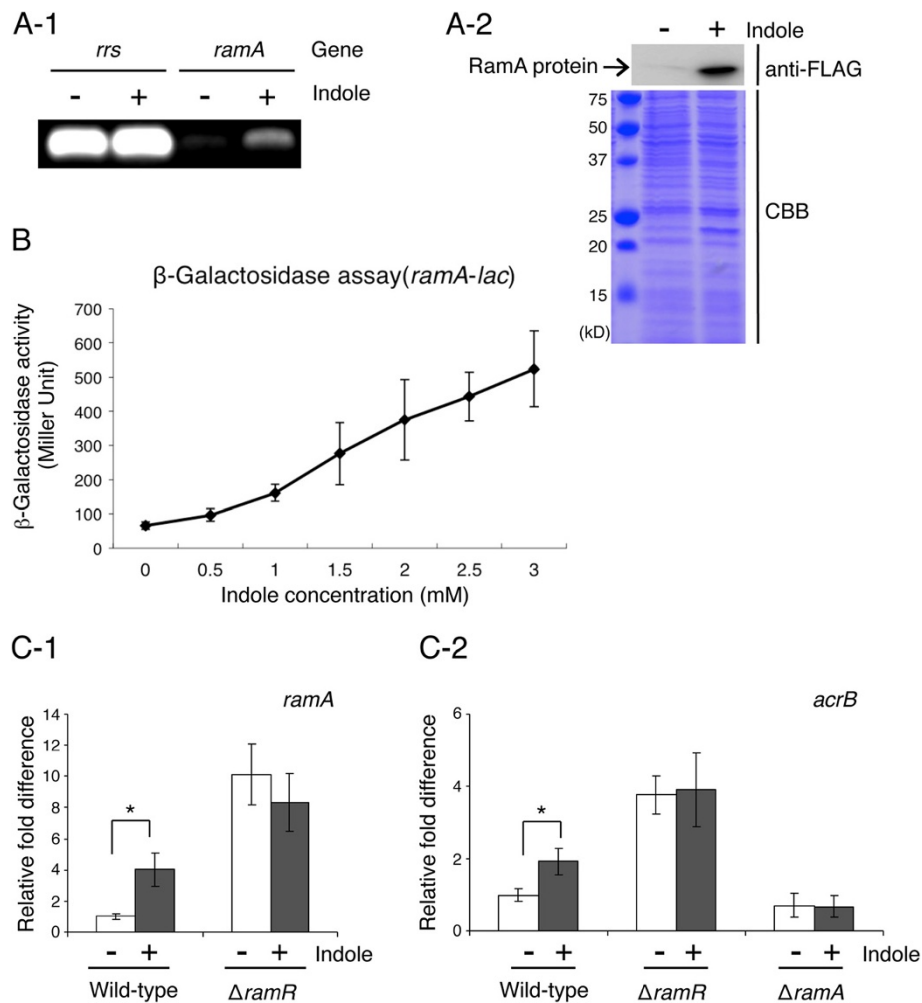 A-1
rrs ramA Gene
- + - + Indole
A-2
- + Indole
RamA protein anti-FLAG
75
50
37
25
20
15
(kD)
CBB
B
β-Galactosidase assay(ramA-lac)
β-Galactosidase activity
(Miller Unit)
700
600
500
400
300
200
100
0
0 0.5 1 1.5 2 2.5 3
Indole concentration (mM)
C-1
ramA
Relative fold difference
14
12
10
8
6
4
2
0
*
- + - + Indole
Wild-type ΔramR
C-2
acrB
Relative fold difference
6
4
2
0
*
- + - + - + Indole
Wild-type ΔramR ΔramA